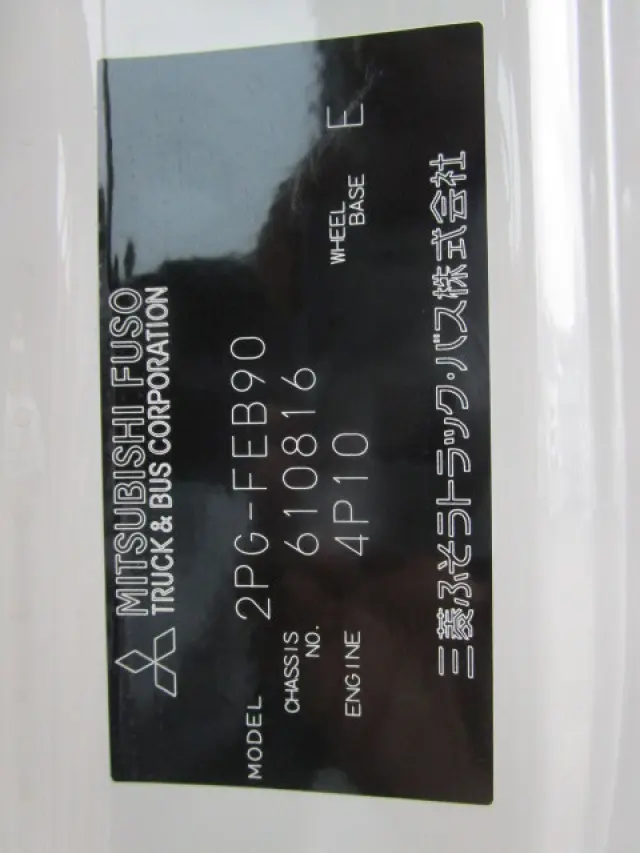 MITSUBISHI FUSO
TRUCK & BUS CORPORATION
MODEL 2PG-FEB90
CHASSIS NO. 610816
ENGINE 4P10 WHEEL BASE E
三菱ふそうトラック・バス株式会社